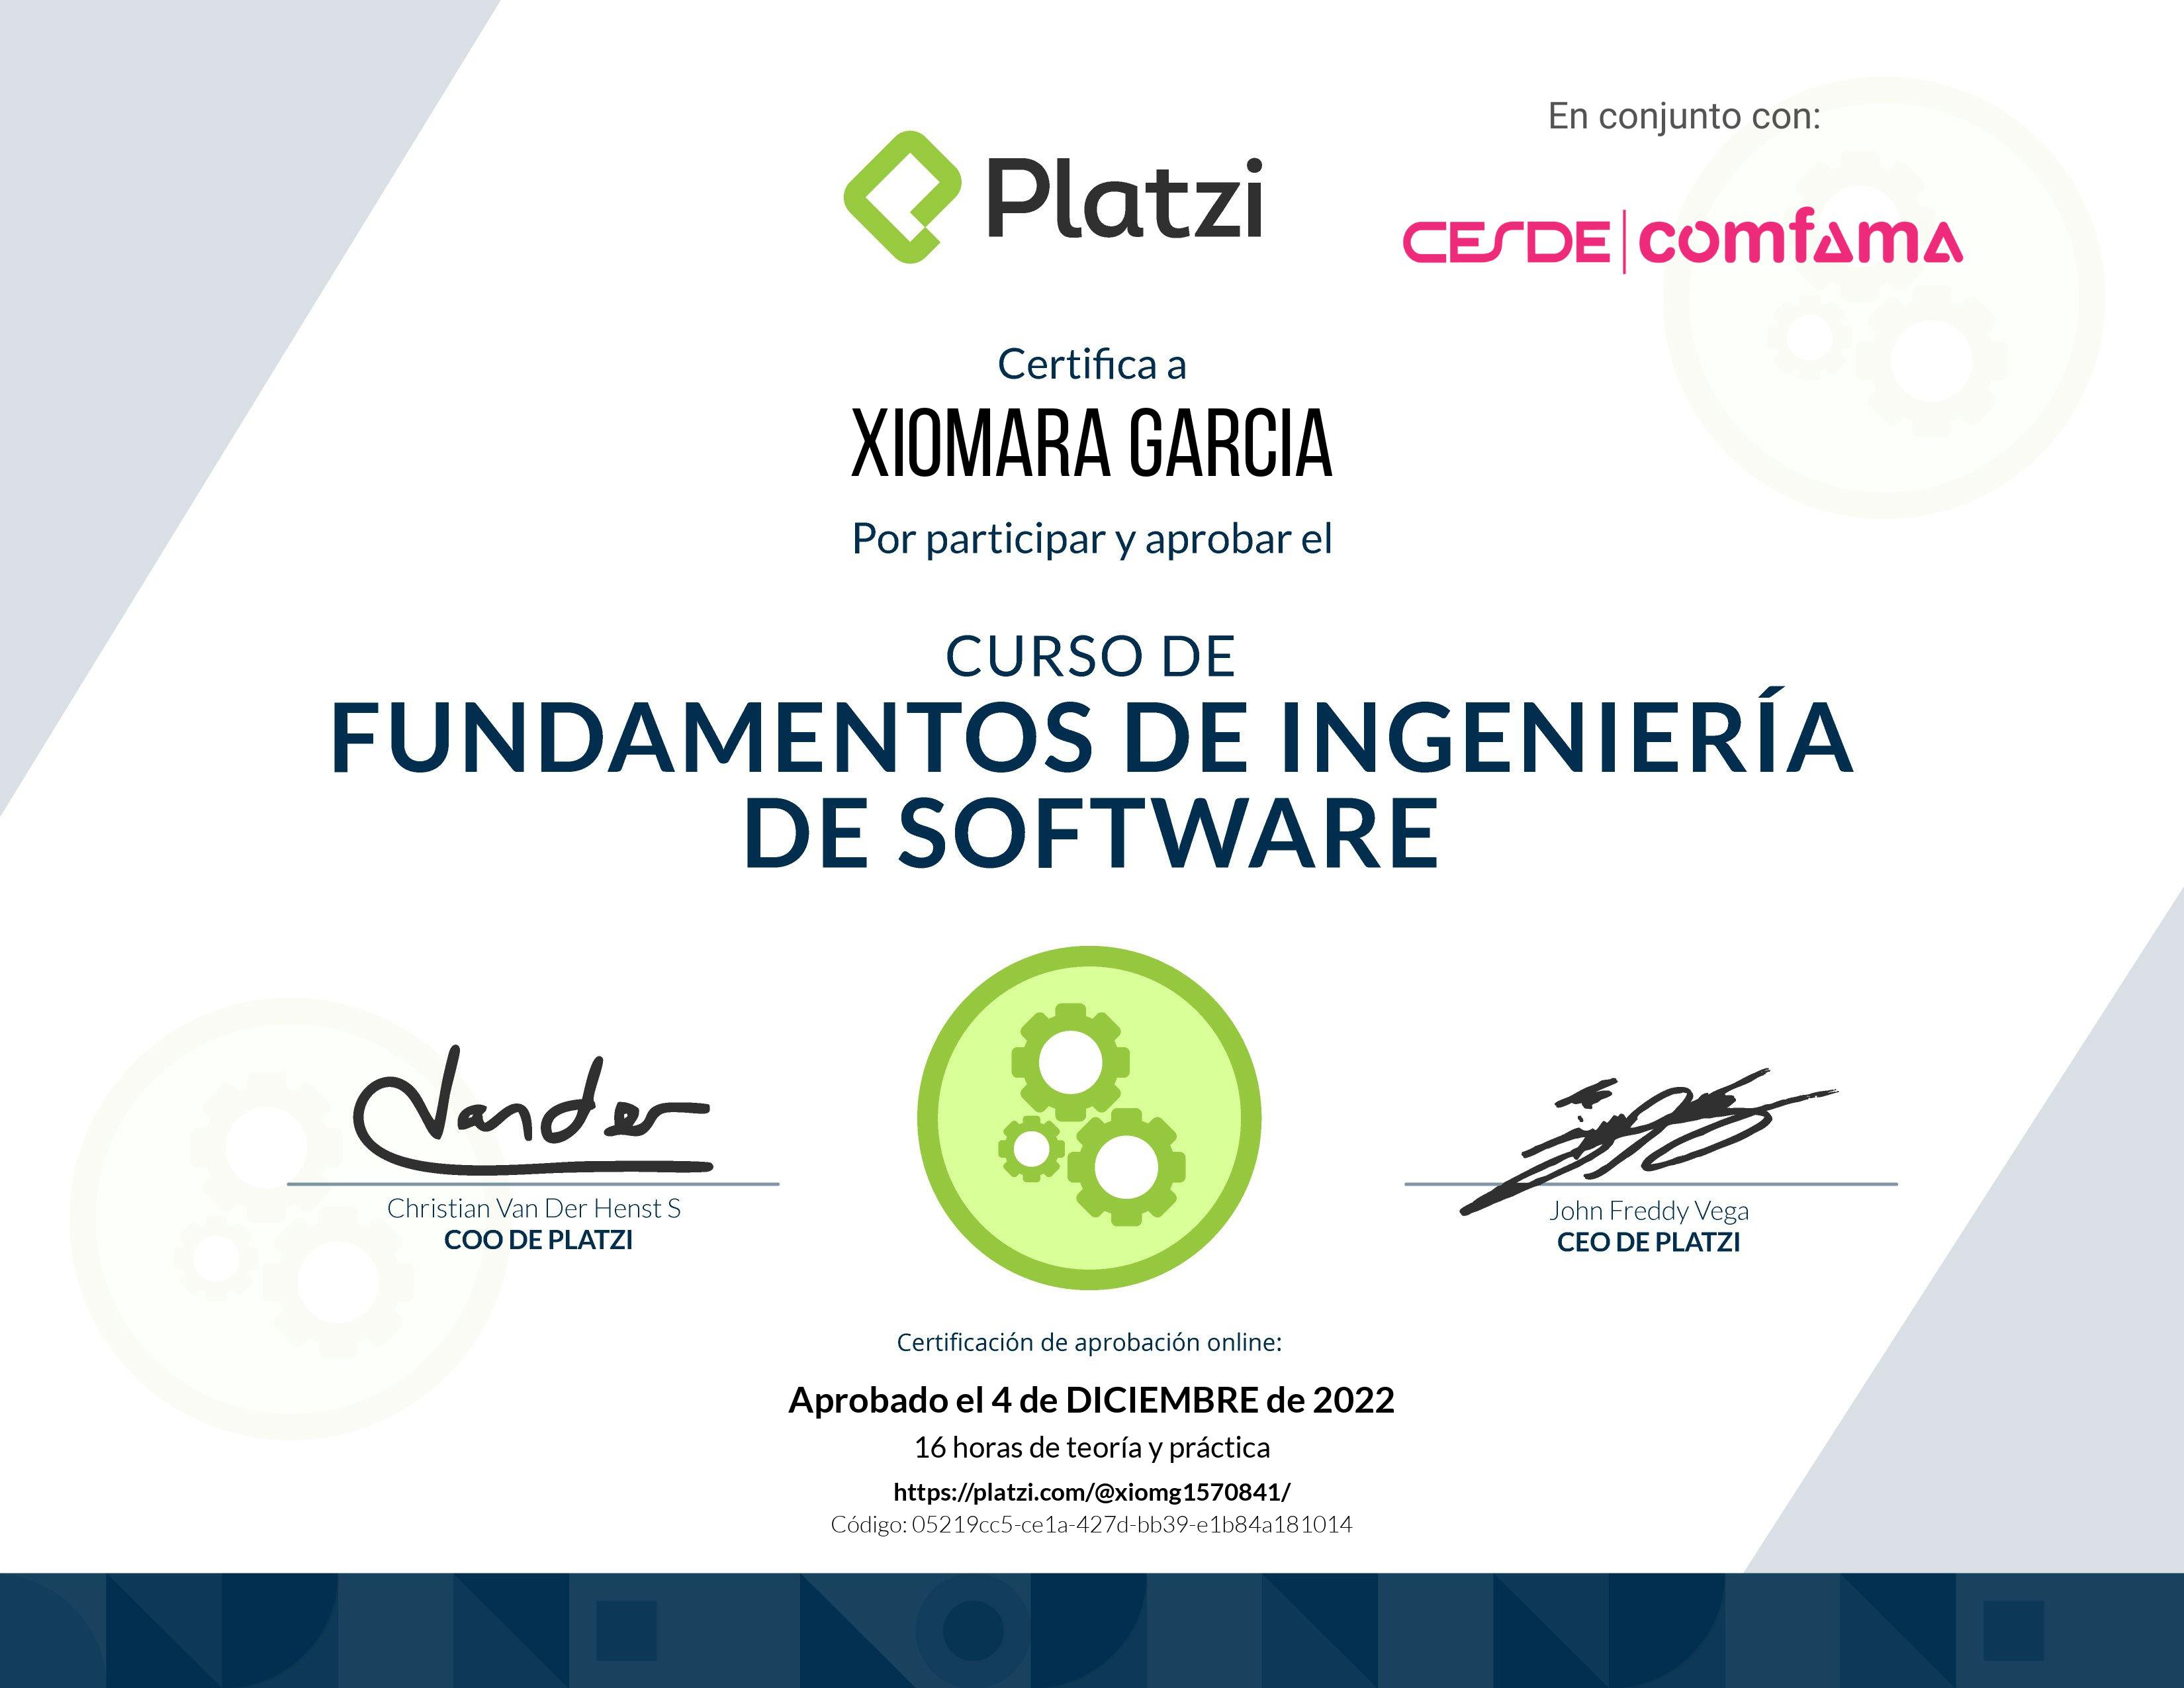 Platzi
En conjunto con:
CESDE | comfama
Certifica a
XIOMARA GARCIA
Por participar y aprobar el
CURSO DE
FUNDAMENTOS DE INGENIERÍA
DE SOFTWARE
Vander
Christian Van Der Henst S
COO DE PLATZI
John Freddy Vega
CEO DE PLATZI
Certificación de aprobación online:
Aprobado el 4 de DICIEMBRE de 2022
16 horas de teoría y práctica
https://platzi.com/@xiomg1570841/
Código: 05219cc5-ce1a-427d-bb39-e1b84a181014